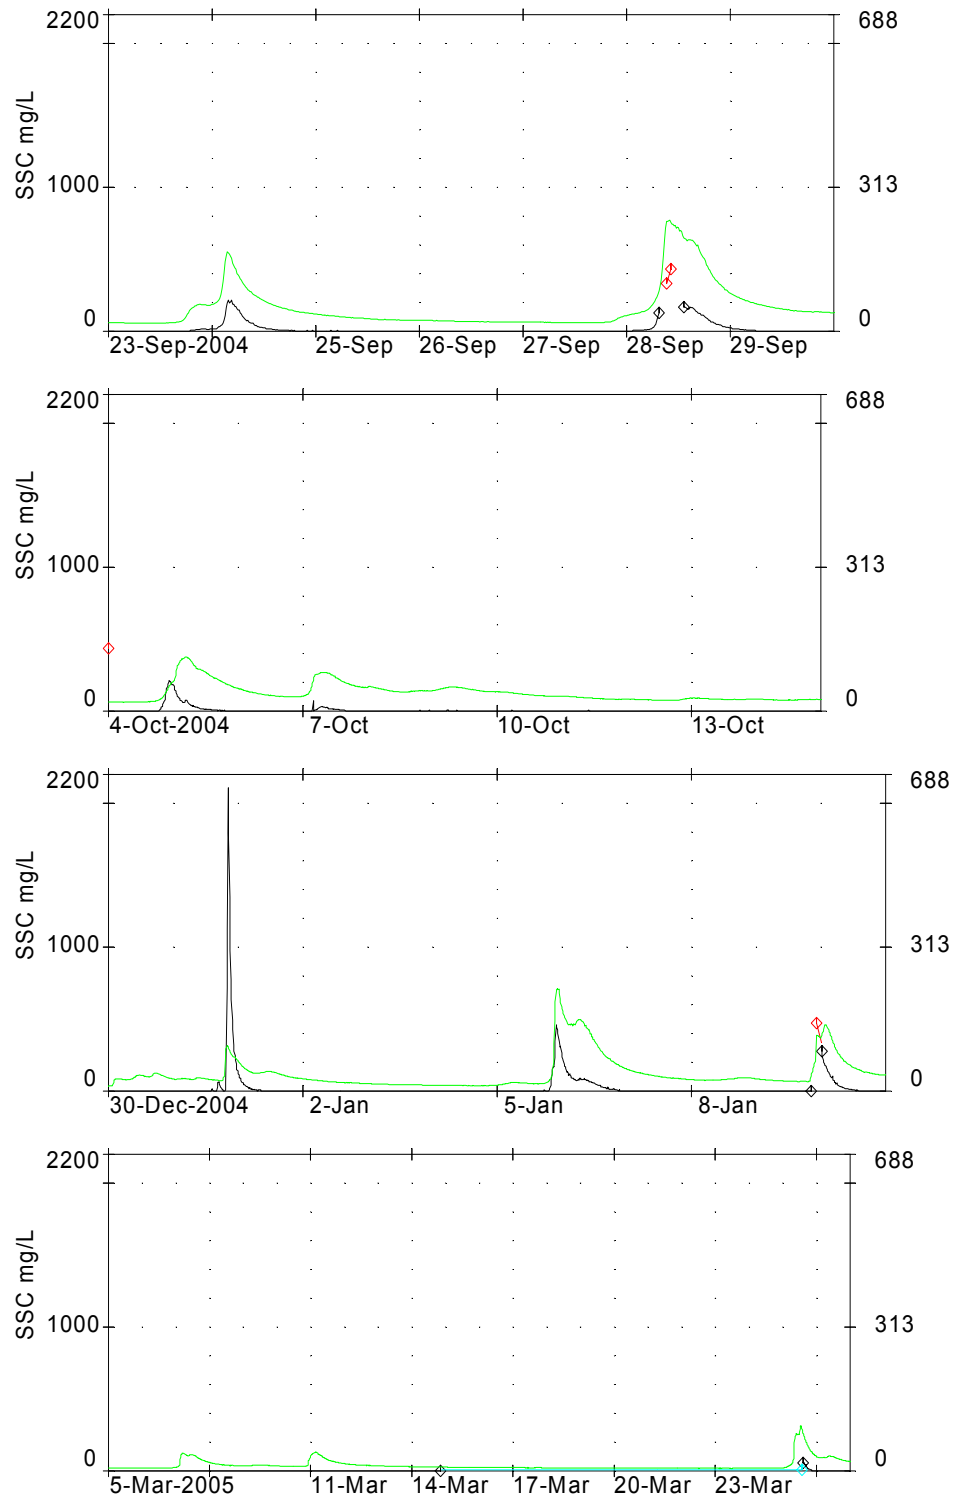 2200 688
SSC mg/L
1000 313
0 0
23-Sep-2004 25-Sep 26-Sep 27-Sep 28-Sep 29-Sep
2200 688
SSC mg/L
1000 313
0 0
4-Oct-2004 7-Oct 10-Oct 13-Oct
2200 688
SSC mg/L
1000 313
0 0
30-Dec-2004 2-Jan 5-Jan 8-Jan
2200 688
SSC mg/L
1000 313
0 0
5-Mar-2005 11-Mar 14-Mar 17-Mar 20-Mar 23-Mar